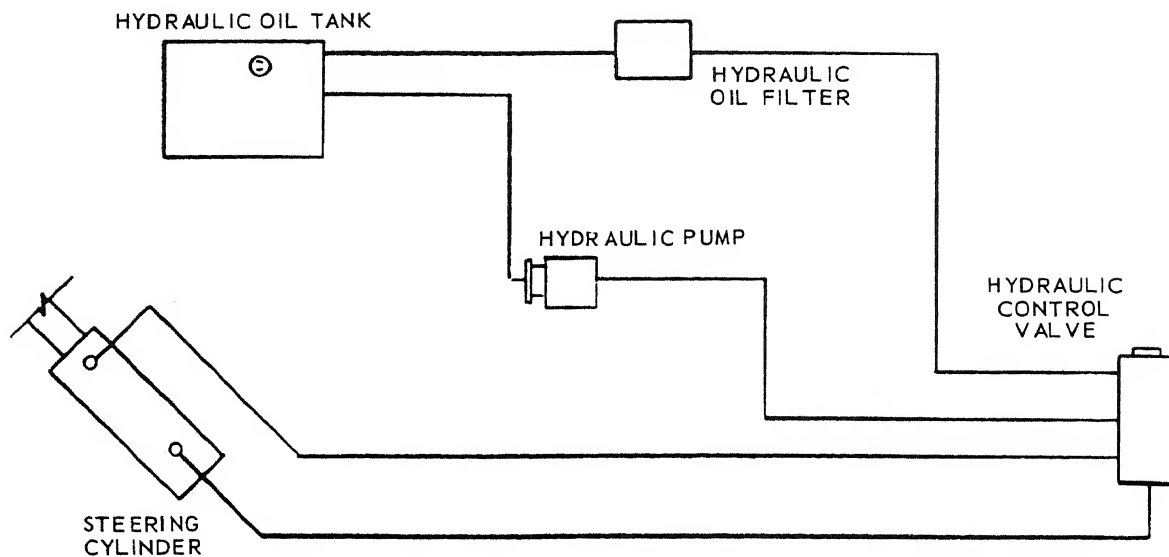 HYDRAULIC OIL TANK
HYDRAULIC
OIL FILTER
HYDRAULIC PUMP
HYDRAULIC
CONTROL
VALVE
STEERING
CYLINDER